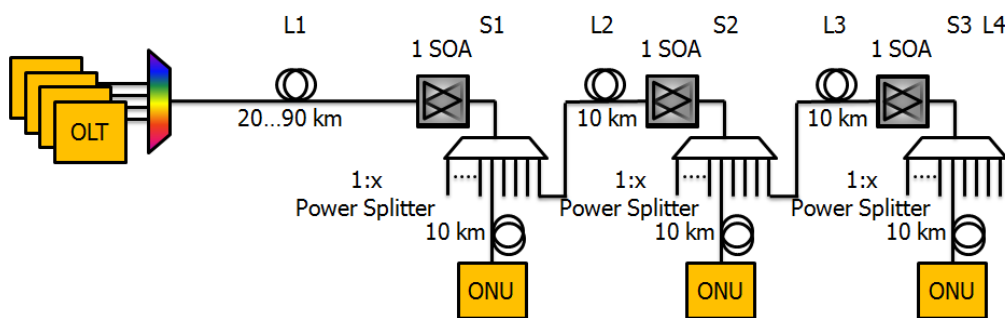 L1 S1 L2 S2 L3 S3 L4
1 SOA 1 SOA 1 SOA
OLT
20...90 km 10 km 10 km
1:x 1:x 1:x
Power Splitter Power Splitter Power Splitter
10 km 10 km 10 km
ONU ONU ONU